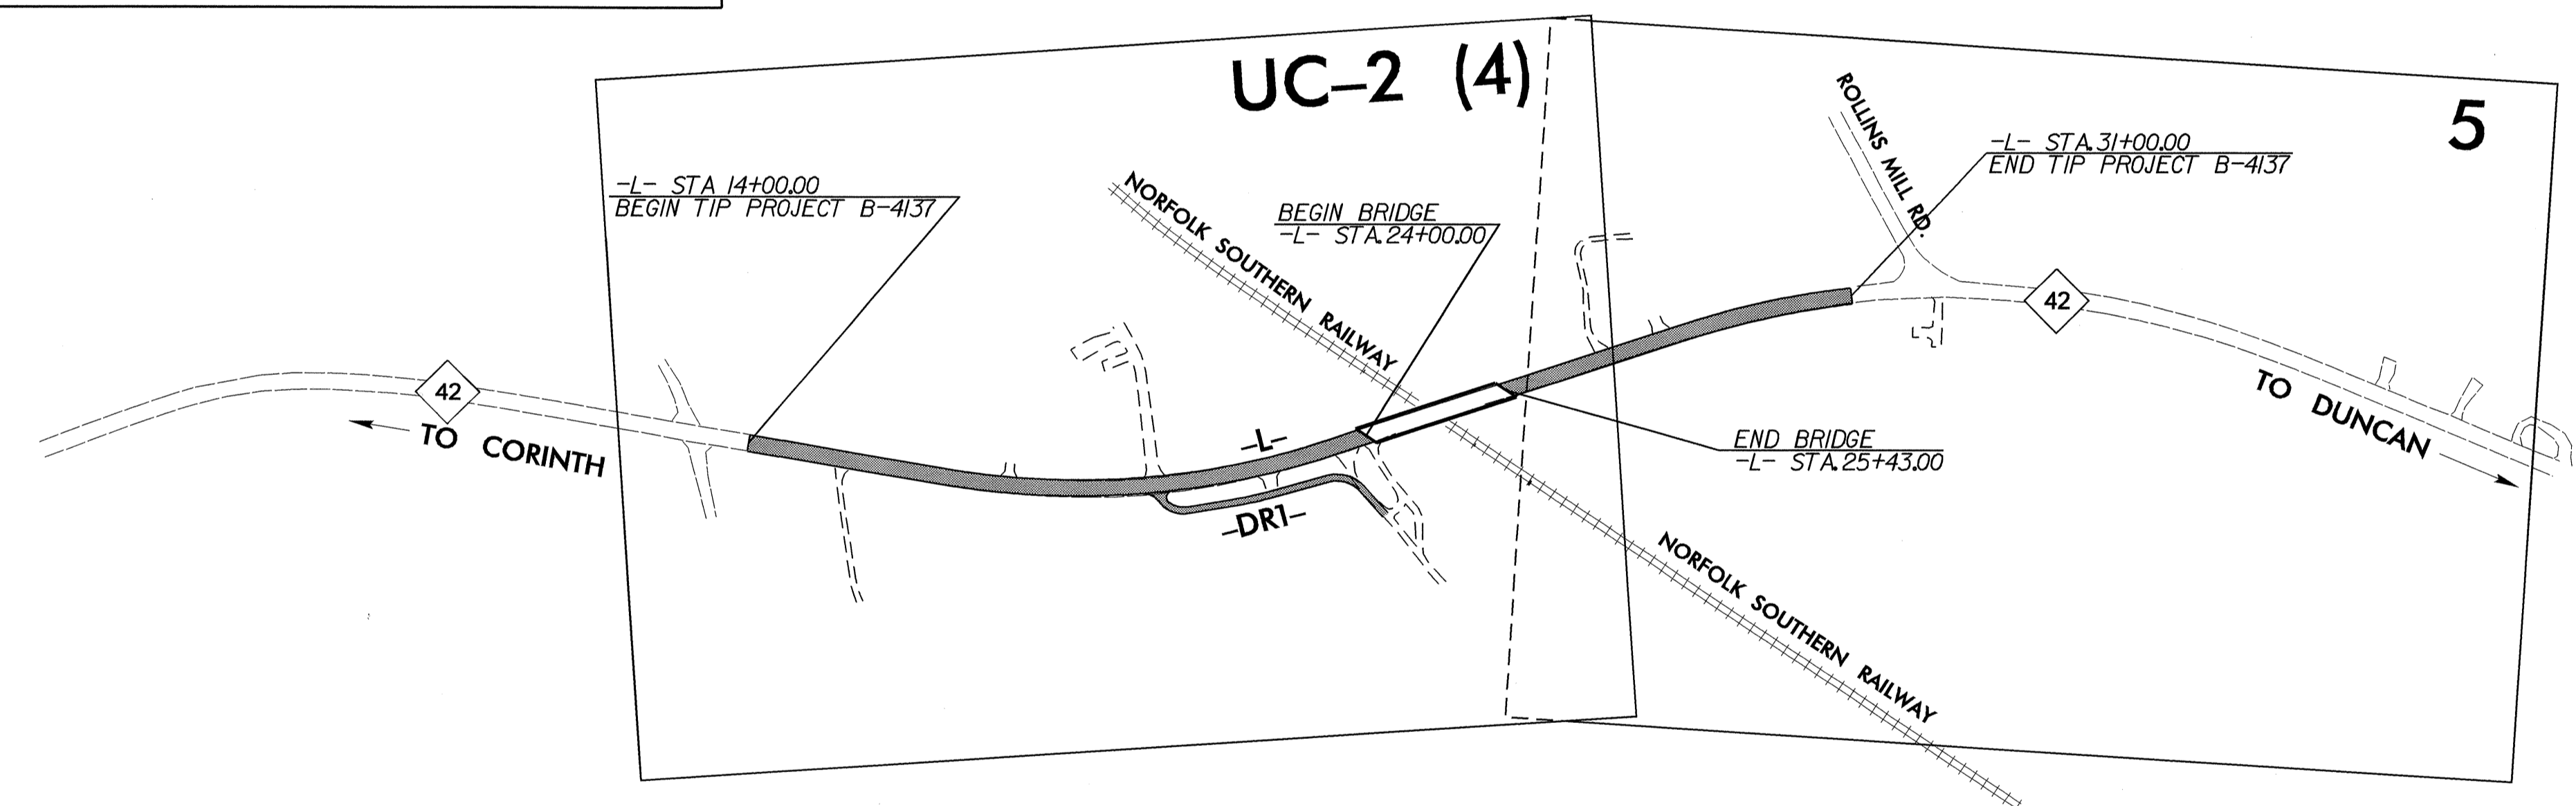 UC-2 (4)
5
ROLLINS MILL RD.
-L- STA.31+00.00
END TIP PROJECT B-4137
-L- STA 14+00.00
BEGIN TIP PROJECT B-4137
NORFOLK SOUTHERN RAILWAY
BEGIN BRIDGE
-L- STA.24+00.00
42
42
TO CORINTH
TO DUNCAN
-L-
END BRIDGE
-L- STA.25+43.00
-DR1-
NORFOLK SOUTHERN RAILWAY